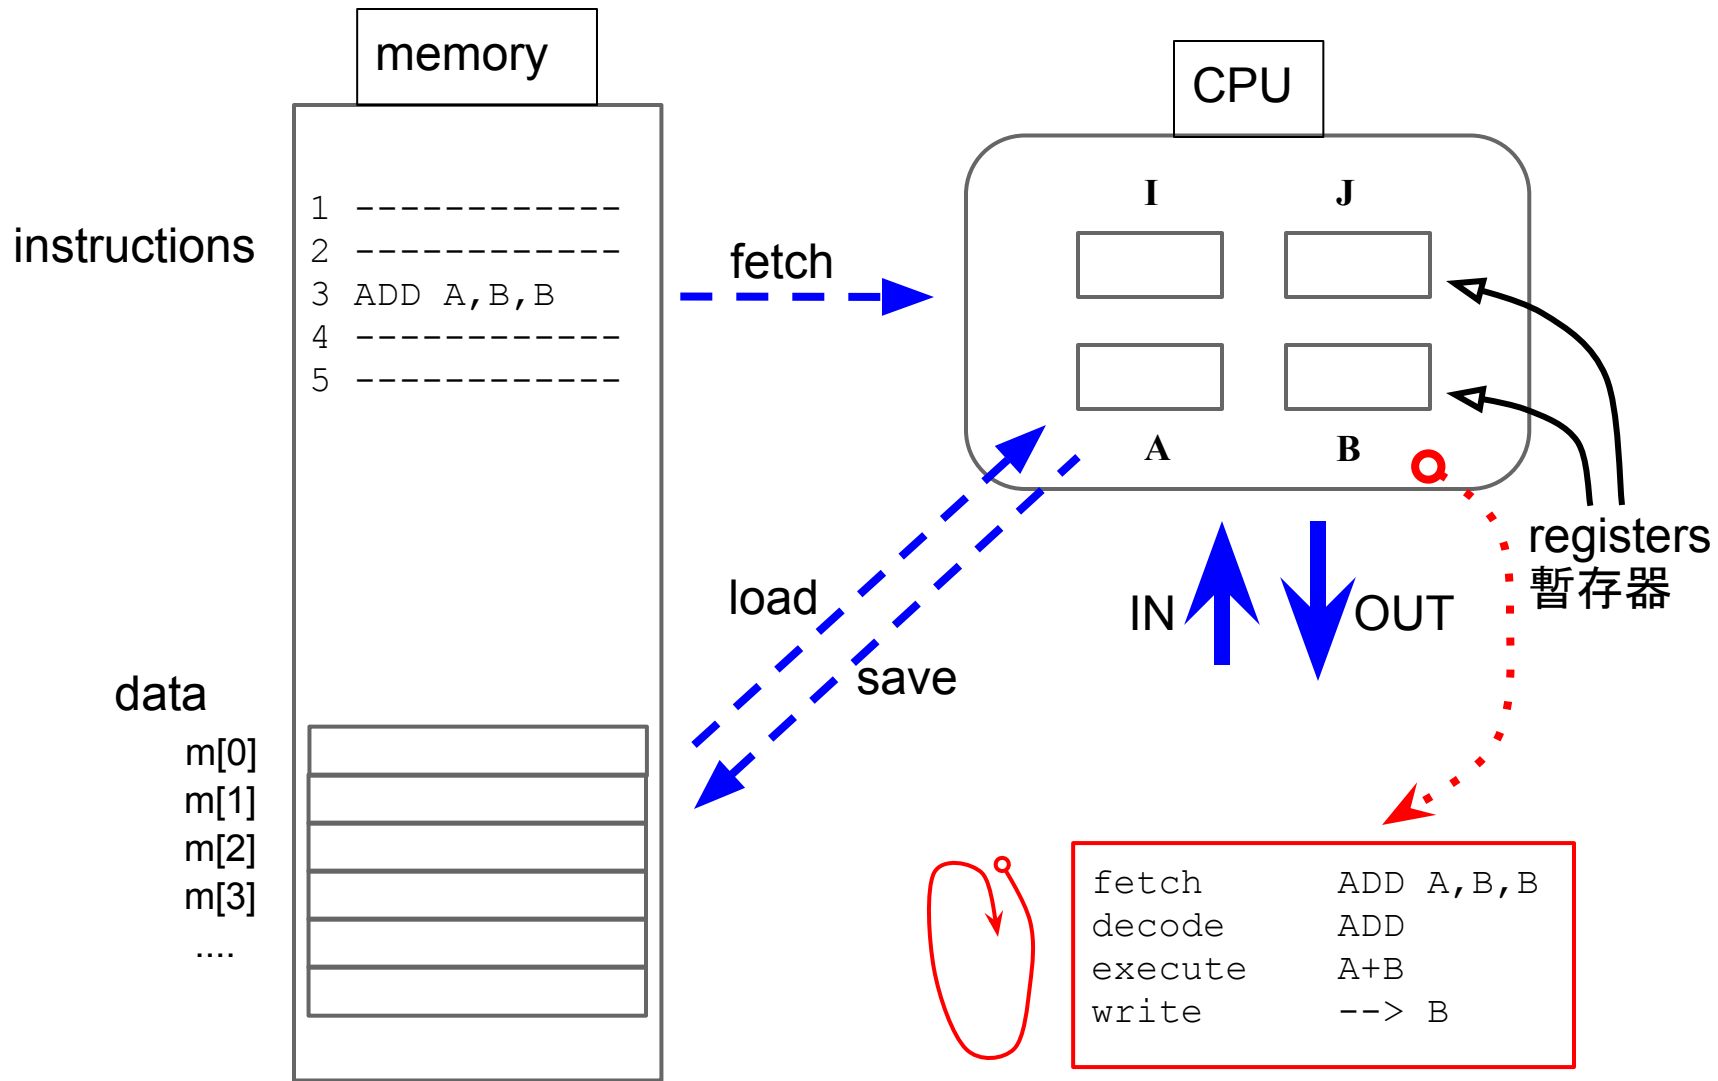 memory
CPU
instructions
1 ------------
2 ------------
3 ADD A,B,B
4 ------------
5 ------------
fetch
I J
A B
registers
暫存器
load
save
IN OUT
data
m[0]
m[1]
m[2]
m[3]
....
fetch ADD A,B,B
decode ADD
execute A+B
write --> B